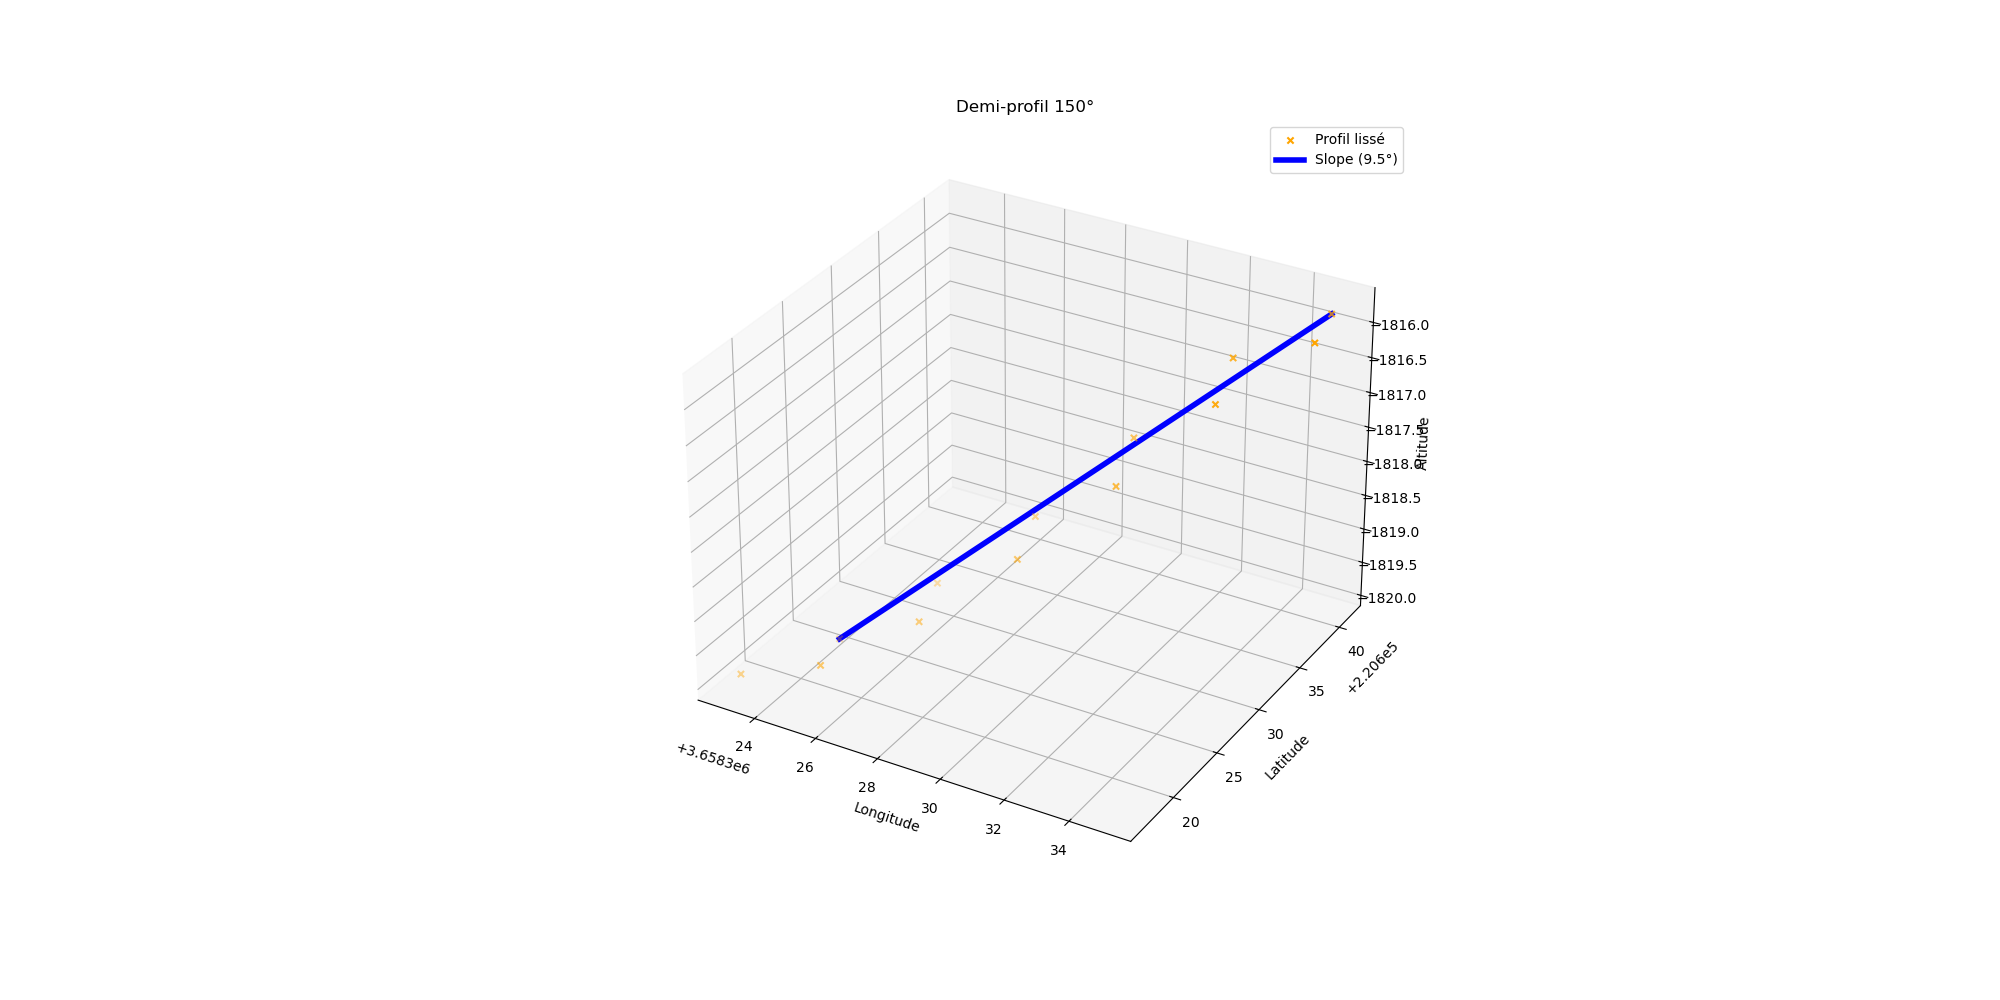 Demi-profil 150°
Profil lissé
Slope (9.5°)
−1816.0
−1816.5
−1817.0
−1817.5
−1818.0
−1818.5
−1819.0
−1819.5
−1820.0
Altitude
40
35
30
25
20
+2.206e5
Latitude
24
26
28
30
32
34
+3.6583e6
Longitude